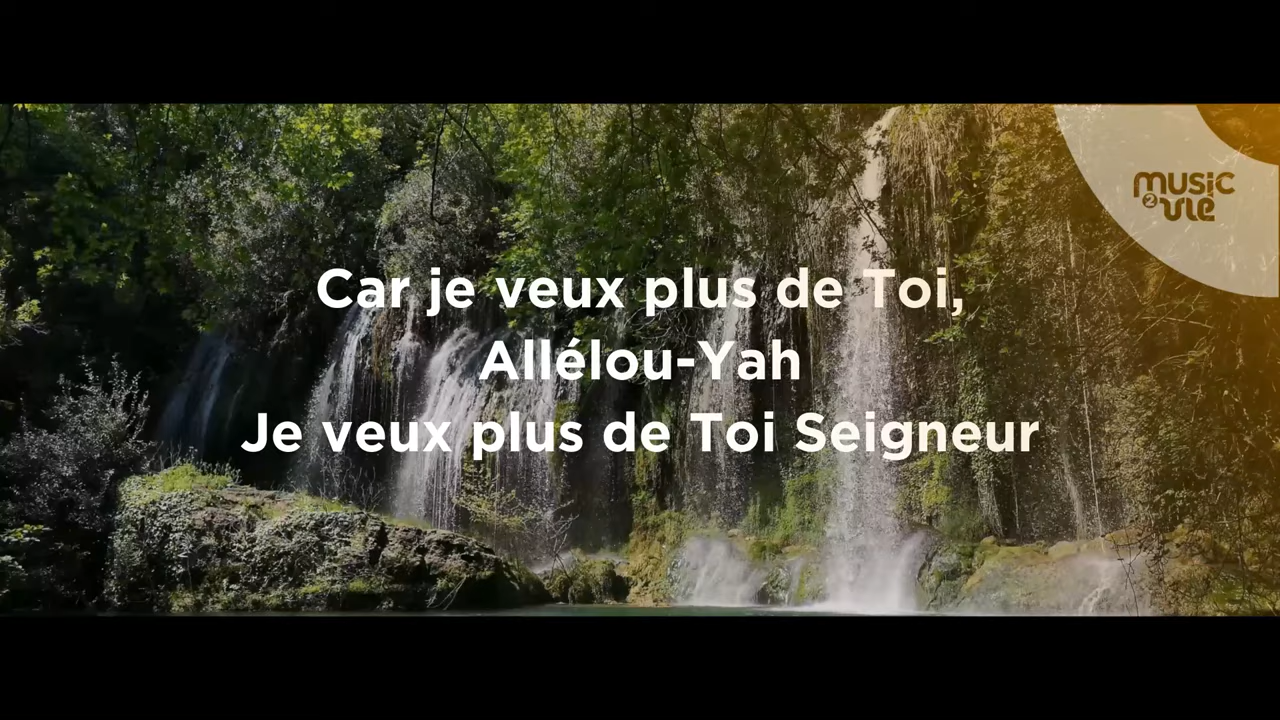 music
2 vie
Car je veux plus de Toi,
Allélou-Yah
Je veux plus de Toi Seigneur